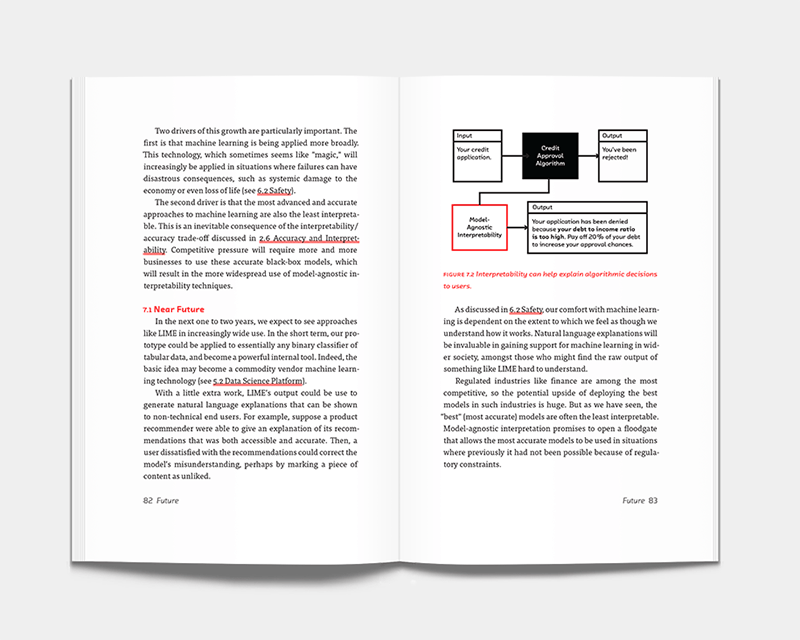 Two drivers of this growth are particularly important. The
first is that machine learning is being applied more broadly.
This technology, which sometimes seems like “magic,” will
increasingly be applied in situations where failures can have
disastrous consequences, such as systemic damage to the
economy or even loss of life (see 6.2 Safety).
The second driver is that the most advanced and accurate
approaches to machine learning are also the least interpreta-
ble. This is an inevitable consequence of the interpretability/
accuracy trade-off discussed in 2.6 Accuracy and Interpret-
ability. Competitive pressure will require more and more
businesses to use these accurate black-box models, which
will result in the more widespread use of model-agnostic in-
terpretability techniques.
7.1 Near Future
In the next one to two years, we expect to see approaches
like LIME in increasingly wide use. In the short term, our pro-
totype could be applied to essentially any binary classifier of
tabular data, and become a powerful internal tool. Indeed, the
basic idea may become a commodity vendor machine learn-
ing technology (see 5.2 Data Science Platform).
With a little extra work, LIME’s output could be use to
generate natural language explanations that can be shown
to non-technical end users. For example, suppose a product
recommender were able to give an explanation of its recom-
mendations that was both accessible and accurate. Then, a
user dissatisfied with the recommendations could correct the
model’s misunderstanding, perhaps by marking a piece of
content as unliked.
82 Future
Input
Your credit
application.
Credit
Approval
Algorithm
Output
You’ve been
rejected!
Model-
Agnostic
Interpretability
Output
Your application has been denied
because your debt to income ratio
is too high. Pay off 20% of your debt
to increase your approval chances.
FIGURE 7.2 Interpretability can help explain algorithmic decisions
to users.
As discussed in 6.2 Safety, our comfort with machine learn-
ing is dependent on the extent to which we feel as though we
understand how it works. Natural language explanations will
be invaluable in gaining support for machine learning in wid-
er society, amongst those who might find the raw output of
something like LIME hard to understand.
Regulated industries like finance are among the most
competitive, so the potential upside of deploying the best
models in such industries is huge. But as we have seen, the
“best” (most accurate) models are often the least interpretable.
Model-agnostic interpretation promises to open a floodgate
that allows the most accurate models to be used in situations
where previously it had not been possible because of regula-
tory constraints.
Future 83